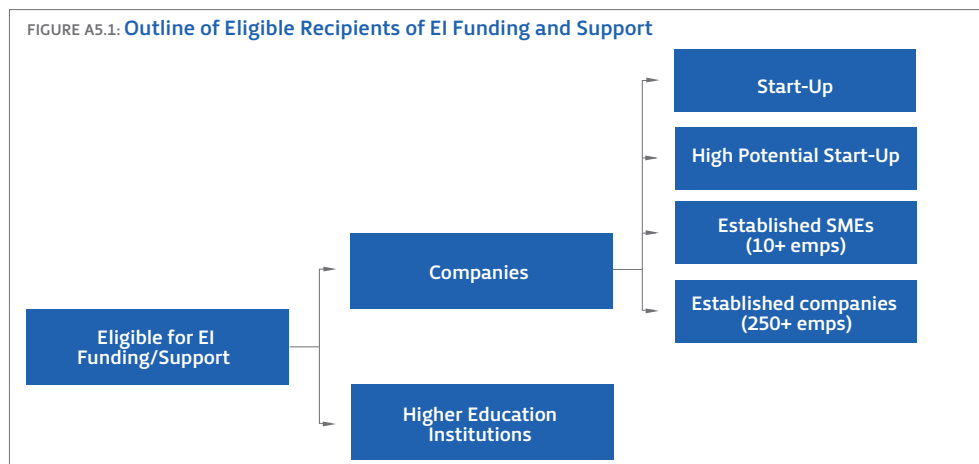 FIGURE A5.1: Outline of Eligible Recipients of EI Funding and Support
Start-Up
High Potential Start-Up
Established SMEs
(10+ emps)
Companies
Established companies
(250+ emps)
Eligible for EI
Funding/Support
Higher Education
Institutions